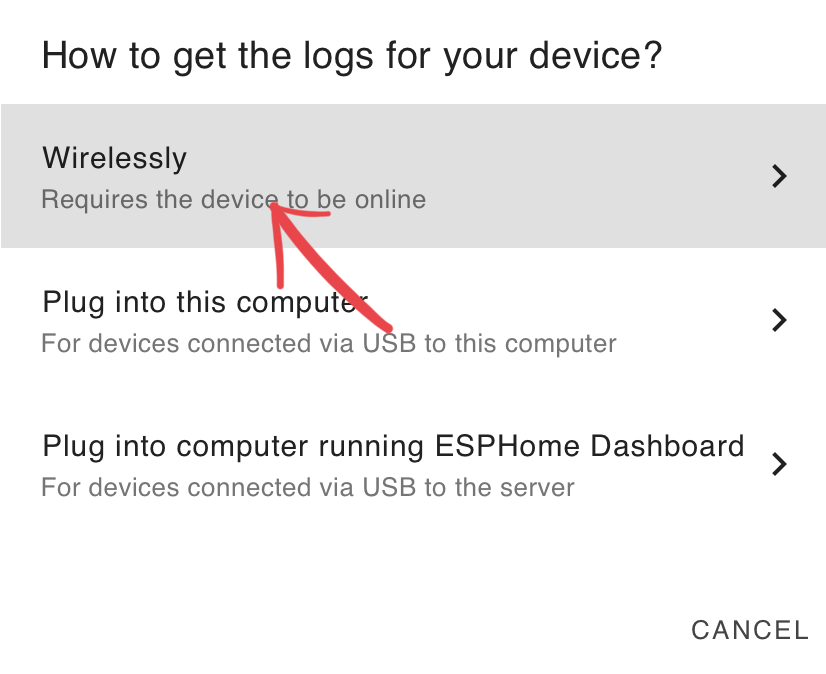 How to get the logs for your device?
Wirelessly
Requires the device to be online
Plug into this computer
For devices connected via USB to this computer
Plug into computer running ESPHome Dashboard
For devices connected via USB to the server
CANCEL